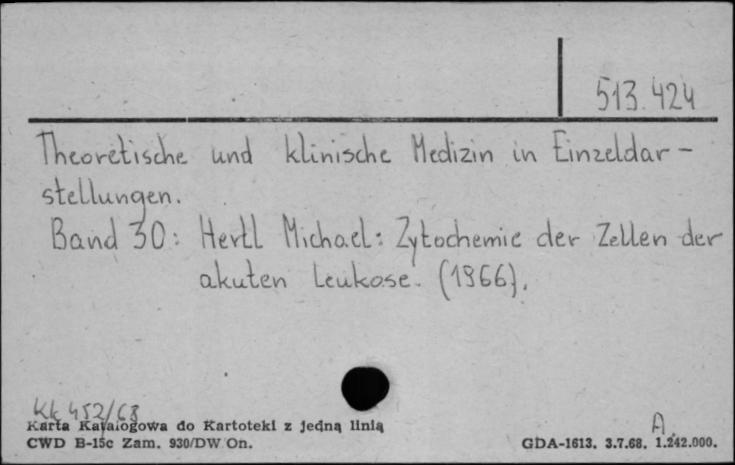 513.424
Theoretische und klinische Medizin in Einzeldar-
stellungen.
Band 30: Hertl Michael: Zytochemie der Zellen der
akuten Leukose. (1966).
Kk 452/68
A.
Karta Katalogowa do Kartoteki z jedną linią
CWD B-15c Zam. 930/DW On.
GDA-1613. 3.7.68. 1.242.000.